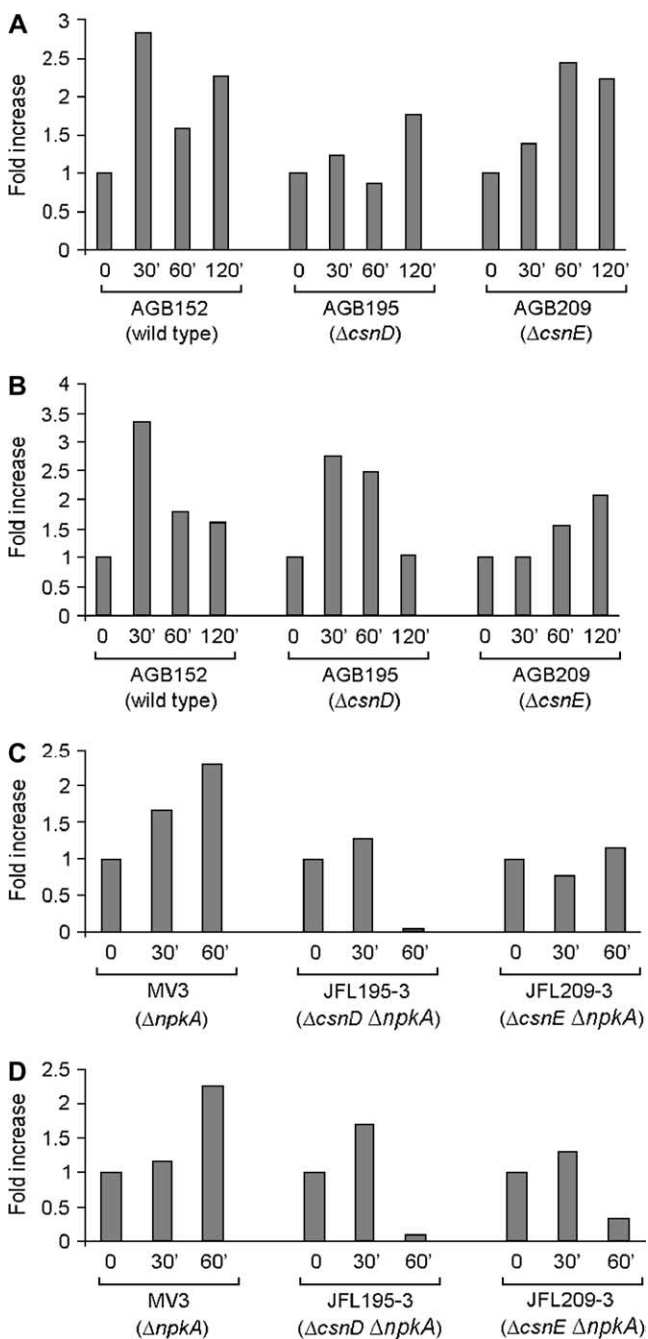 A
Fold increase
3
2.5
2
1.5
1
0.5
0
0 30' 60' 120' 0 30' 60' 120' 0 30' 60' 120'
AGB152 AGB195 AGB209
(wild type) (ΔcsnD) (ΔcsnE)
B
Fold increase
4
3.5
3
2.5
2
1.5
1
0.5
0
0 30' 60' 120' 0 30' 60' 120' 0 30' 60' 120'
AGB152 AGB195 AGB209
(wild type) (ΔcsnD) (ΔcsnE)
C
Fold increase
2.5
2
1.5
1
0.5
0
0 30' 60' 0 30' 60' 0 30' 60'
MV3 JFL195-3 JFL209-3
(ΔnpkA) (ΔcsnD ΔnpkA) (ΔcsnE ΔnpkA)
D
Fold increase
2.5
2
1.5
1
0.5
0
0 30' 60' 0 30' 60' 0 30' 60'
MV3 JFL195-3 JFL209-3
(ΔnpkA) (ΔcsnD ΔnpkA) (ΔcsnE ΔnpkA)